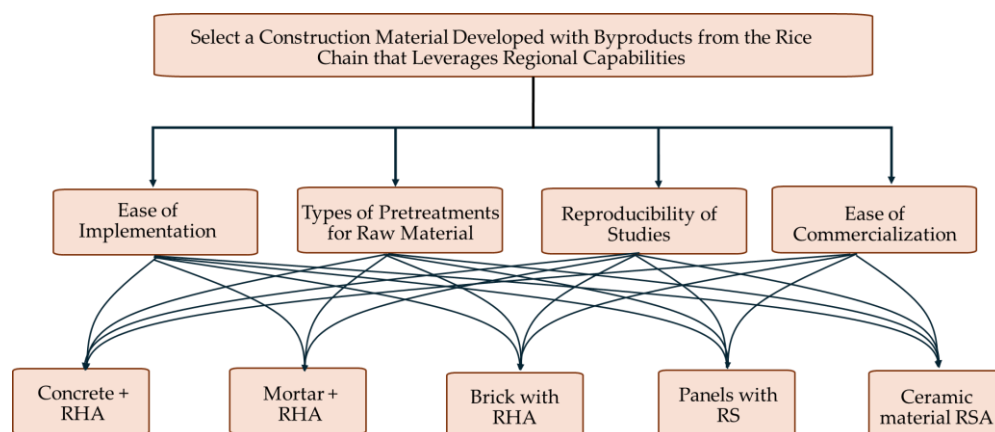 Select a Construction Material Developed with Byproducts from the Rice
Chain that Leverages Regional Capabilities
Ease of
Implementation
Types of Pretreatments
for Raw Material
Reproducibility of
Studies
Ease of
Commercialization
Concrete +
RHA
Mortar +
RHA
Brick with
RHA
Panels with
RS
Ceramic
material RSA